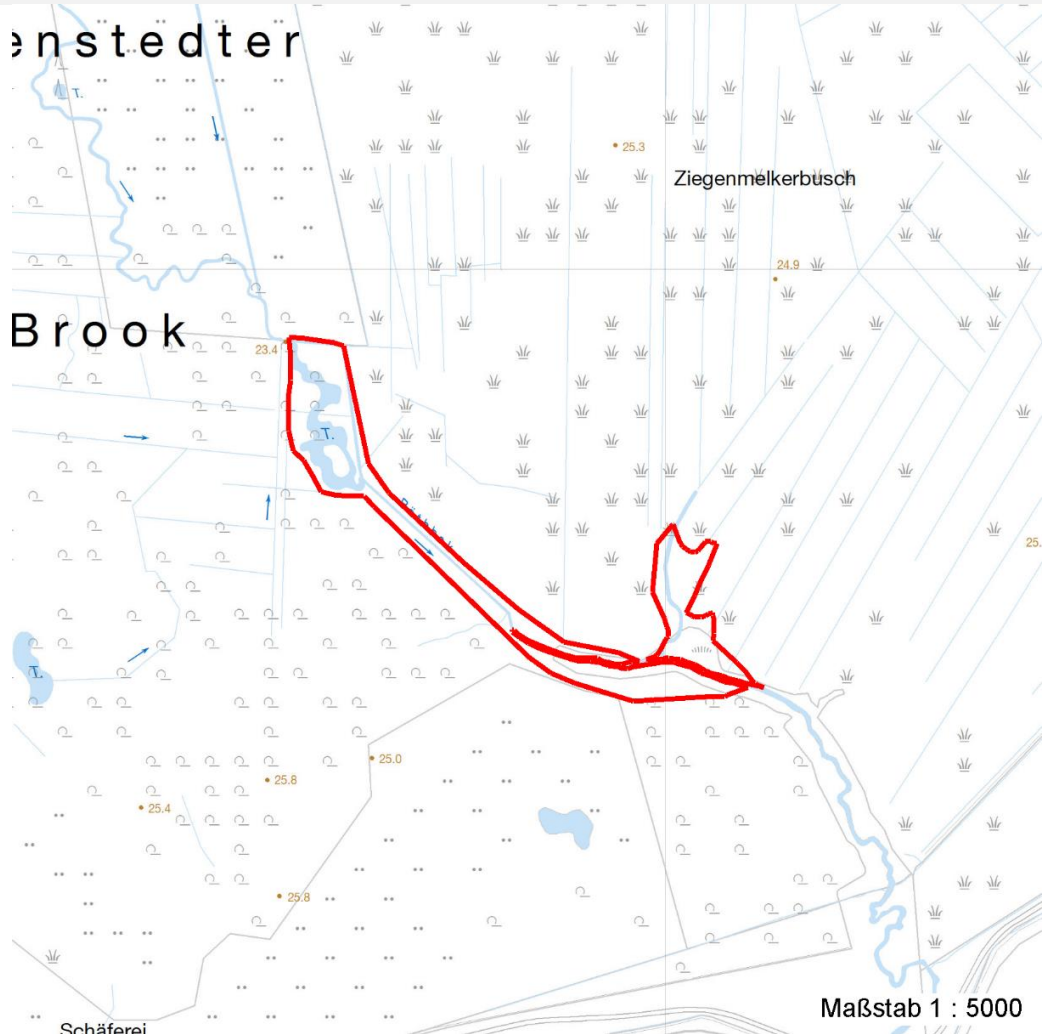 enstedter
T.
25.3
Ziegenmelkerbusch
24.9
Brook
23.4
T.
25.
T.
25.0
25.8
25.4
25.8
Maßstab 1 : 5000
Schäferei